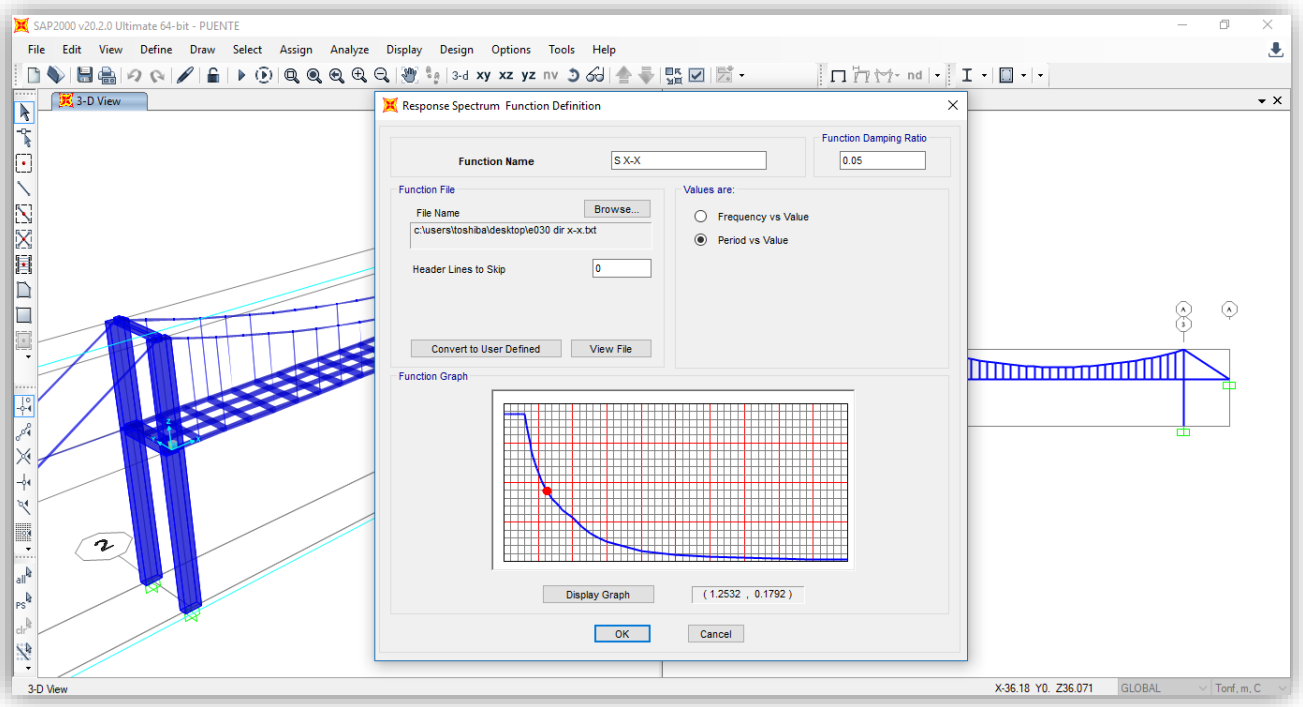 SAP2000 v20.2.0 Ultimate 64-bit - PUENTE
File Edit View Define Draw Select Assign Analyze Display Design Options Tools Help
3-d xy xz yz nv
nd
3-D View
Response Spectrum Function Definition
Function Name
S X-X
Function Damping Ratio
0.05
Function File
File Name
Browse...
c:\users\toshiba\desktop\e030 dir x-x.txt
Header Lines to Skip
0
Convert to User Defined
View File
Values are:
Frequency vs Value
Period vs Value
Function Graph
Display Graph
( 1.2532 , 0.1792 )
OK
Cancel
A
A
3
2
all
PS
clr
3-D View
X-36.18 Y0. Z36.071
GLOBAL
Tonf, m, C